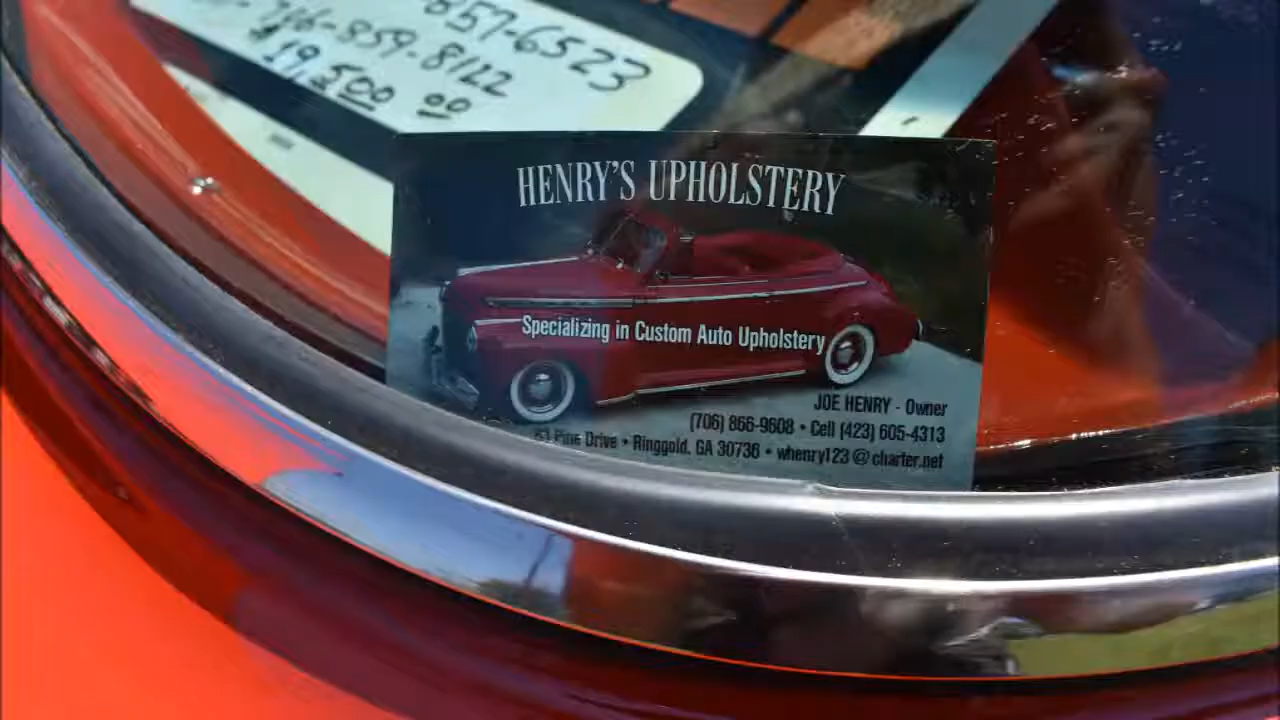 857-6523
716-859-8122
$19,500 00
HENRY'S UPHOLSTERY
Specializing in Custom Auto Upholstery
JOE HENRY - Owner
(706) 866-9608 • Cell (423) 605-4313
Pine Drive • Ringgold, GA 30736 • whenry123@charter.net